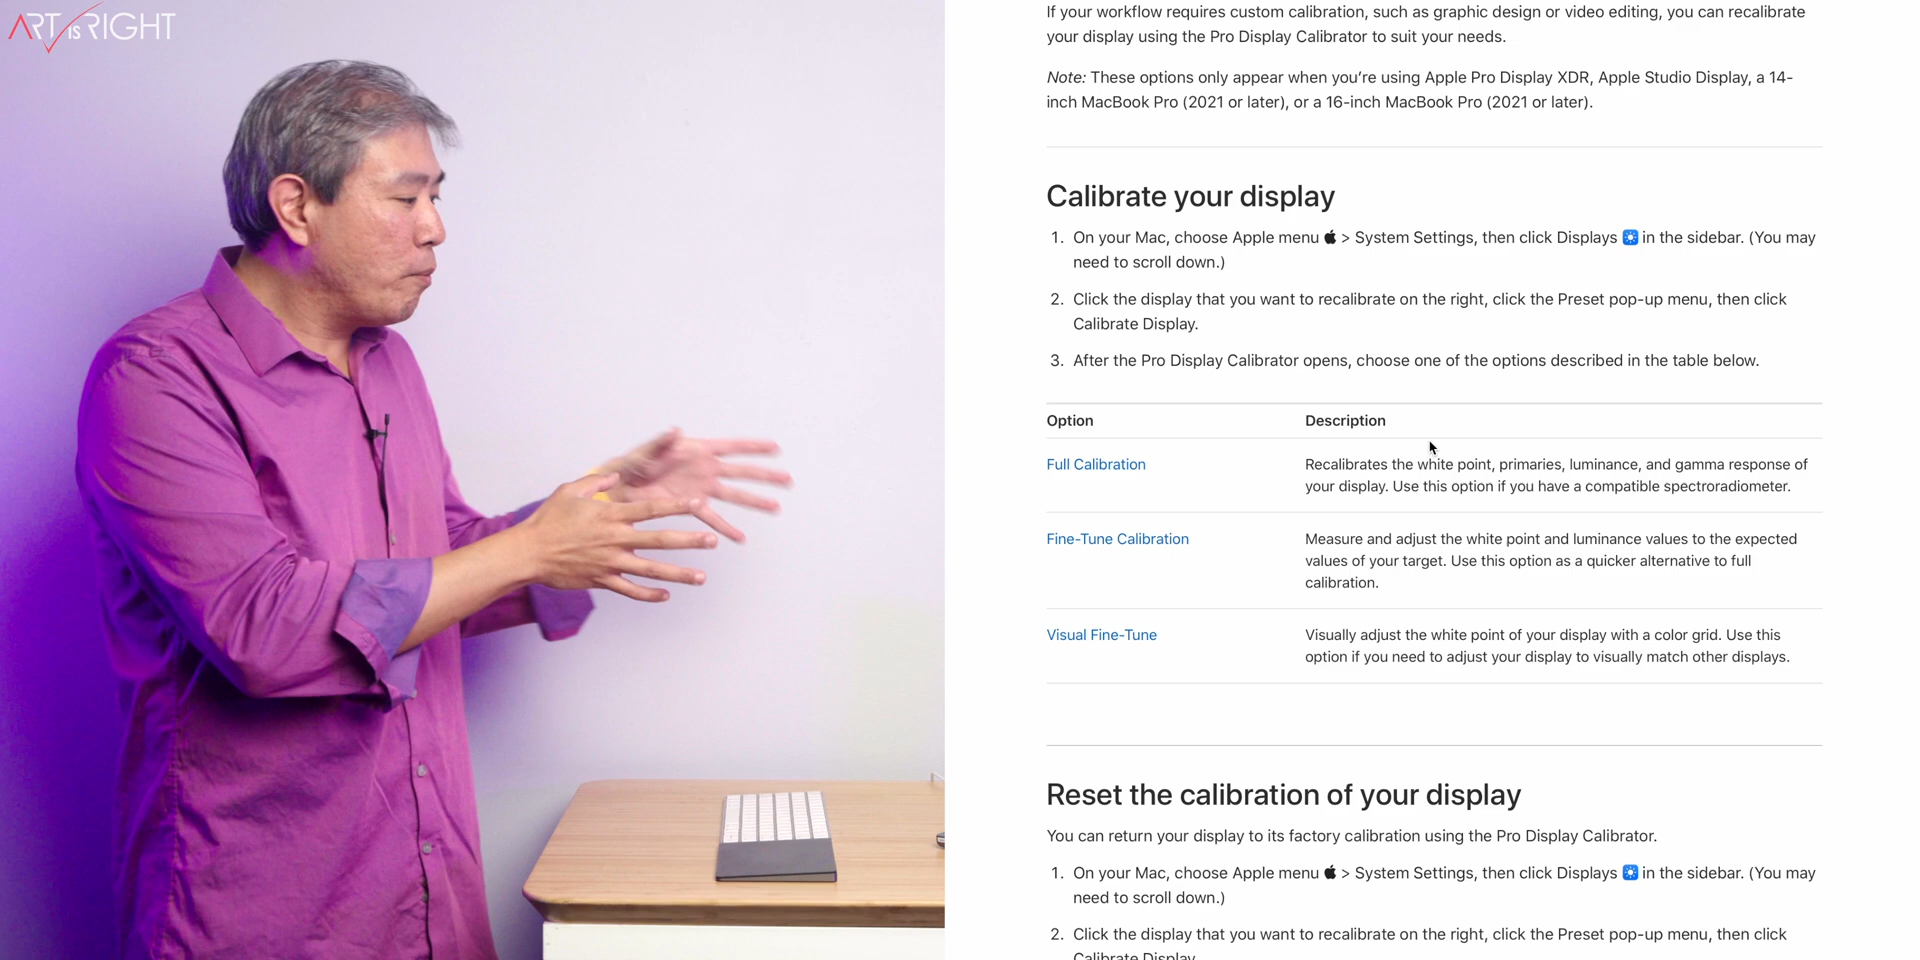 ART is RIGHT
If your workflow requires custom calibration, such as graphic design or video editing, you can recalibrate
your display using the Pro Display Calibrator to suit your needs.
Note: These options only appear when you’re using Apple Pro Display XDR, Apple Studio Display, a 14-
inch MacBook Pro (2021 or later), or a 16-inch MacBook Pro (2021 or later).
Calibrate your display
1. On your Mac, choose Apple menu > System Settings, then click Displays in the sidebar. (You may
need to scroll down.)
2. Click the display that you want to recalibrate on the right, click the Preset pop-up menu, then click
Calibrate Display.
3. After the Pro Display Calibrator opens, choose one of the options described in the table below.
Option Description
Full Calibration Recalibrates the white point, primaries, luminance, and gamma response of
your display. Use this option if you have a compatible spectroradiometer.
Fine-Tune Calibration Measure and adjust the white point and luminance values to the expected
values of your target. Use this option as a quicker alternative to full
calibration.
Visual Fine-Tune Visually adjust the white point of your display with a color grid. Use this
option if you need to adjust your display to visually match other displays.
Reset the calibration of your display
You can return your display to its factory calibration using the Pro Display Calibrator.
1. On your Mac, choose Apple menu > System Settings, then click Displays in the sidebar. (You may
need to scroll down.)
2. Click the display that you want to recalibrate on the right, click the Preset pop-up menu, then click
Calibrate Display.